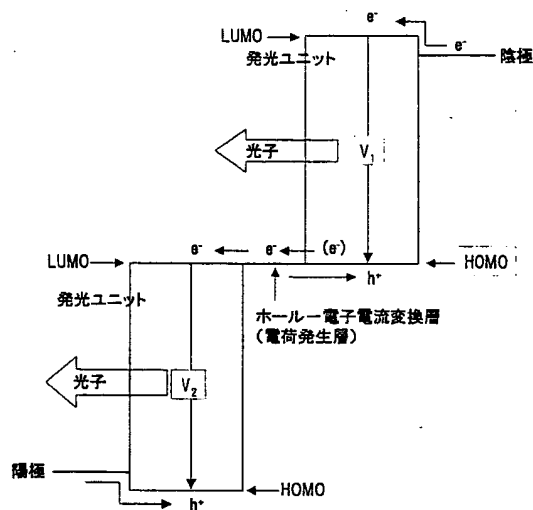 e⁻
LUMO
e⁻
陰極
発光ユニット
光子
V₁
e⁻
e⁻
(e⁻)
LUMO
HOMO
h⁺
発光ユニット
ホール－電子電流変換層
(電荷発生層)
光子
V₂
陽極
HOMO
h⁺